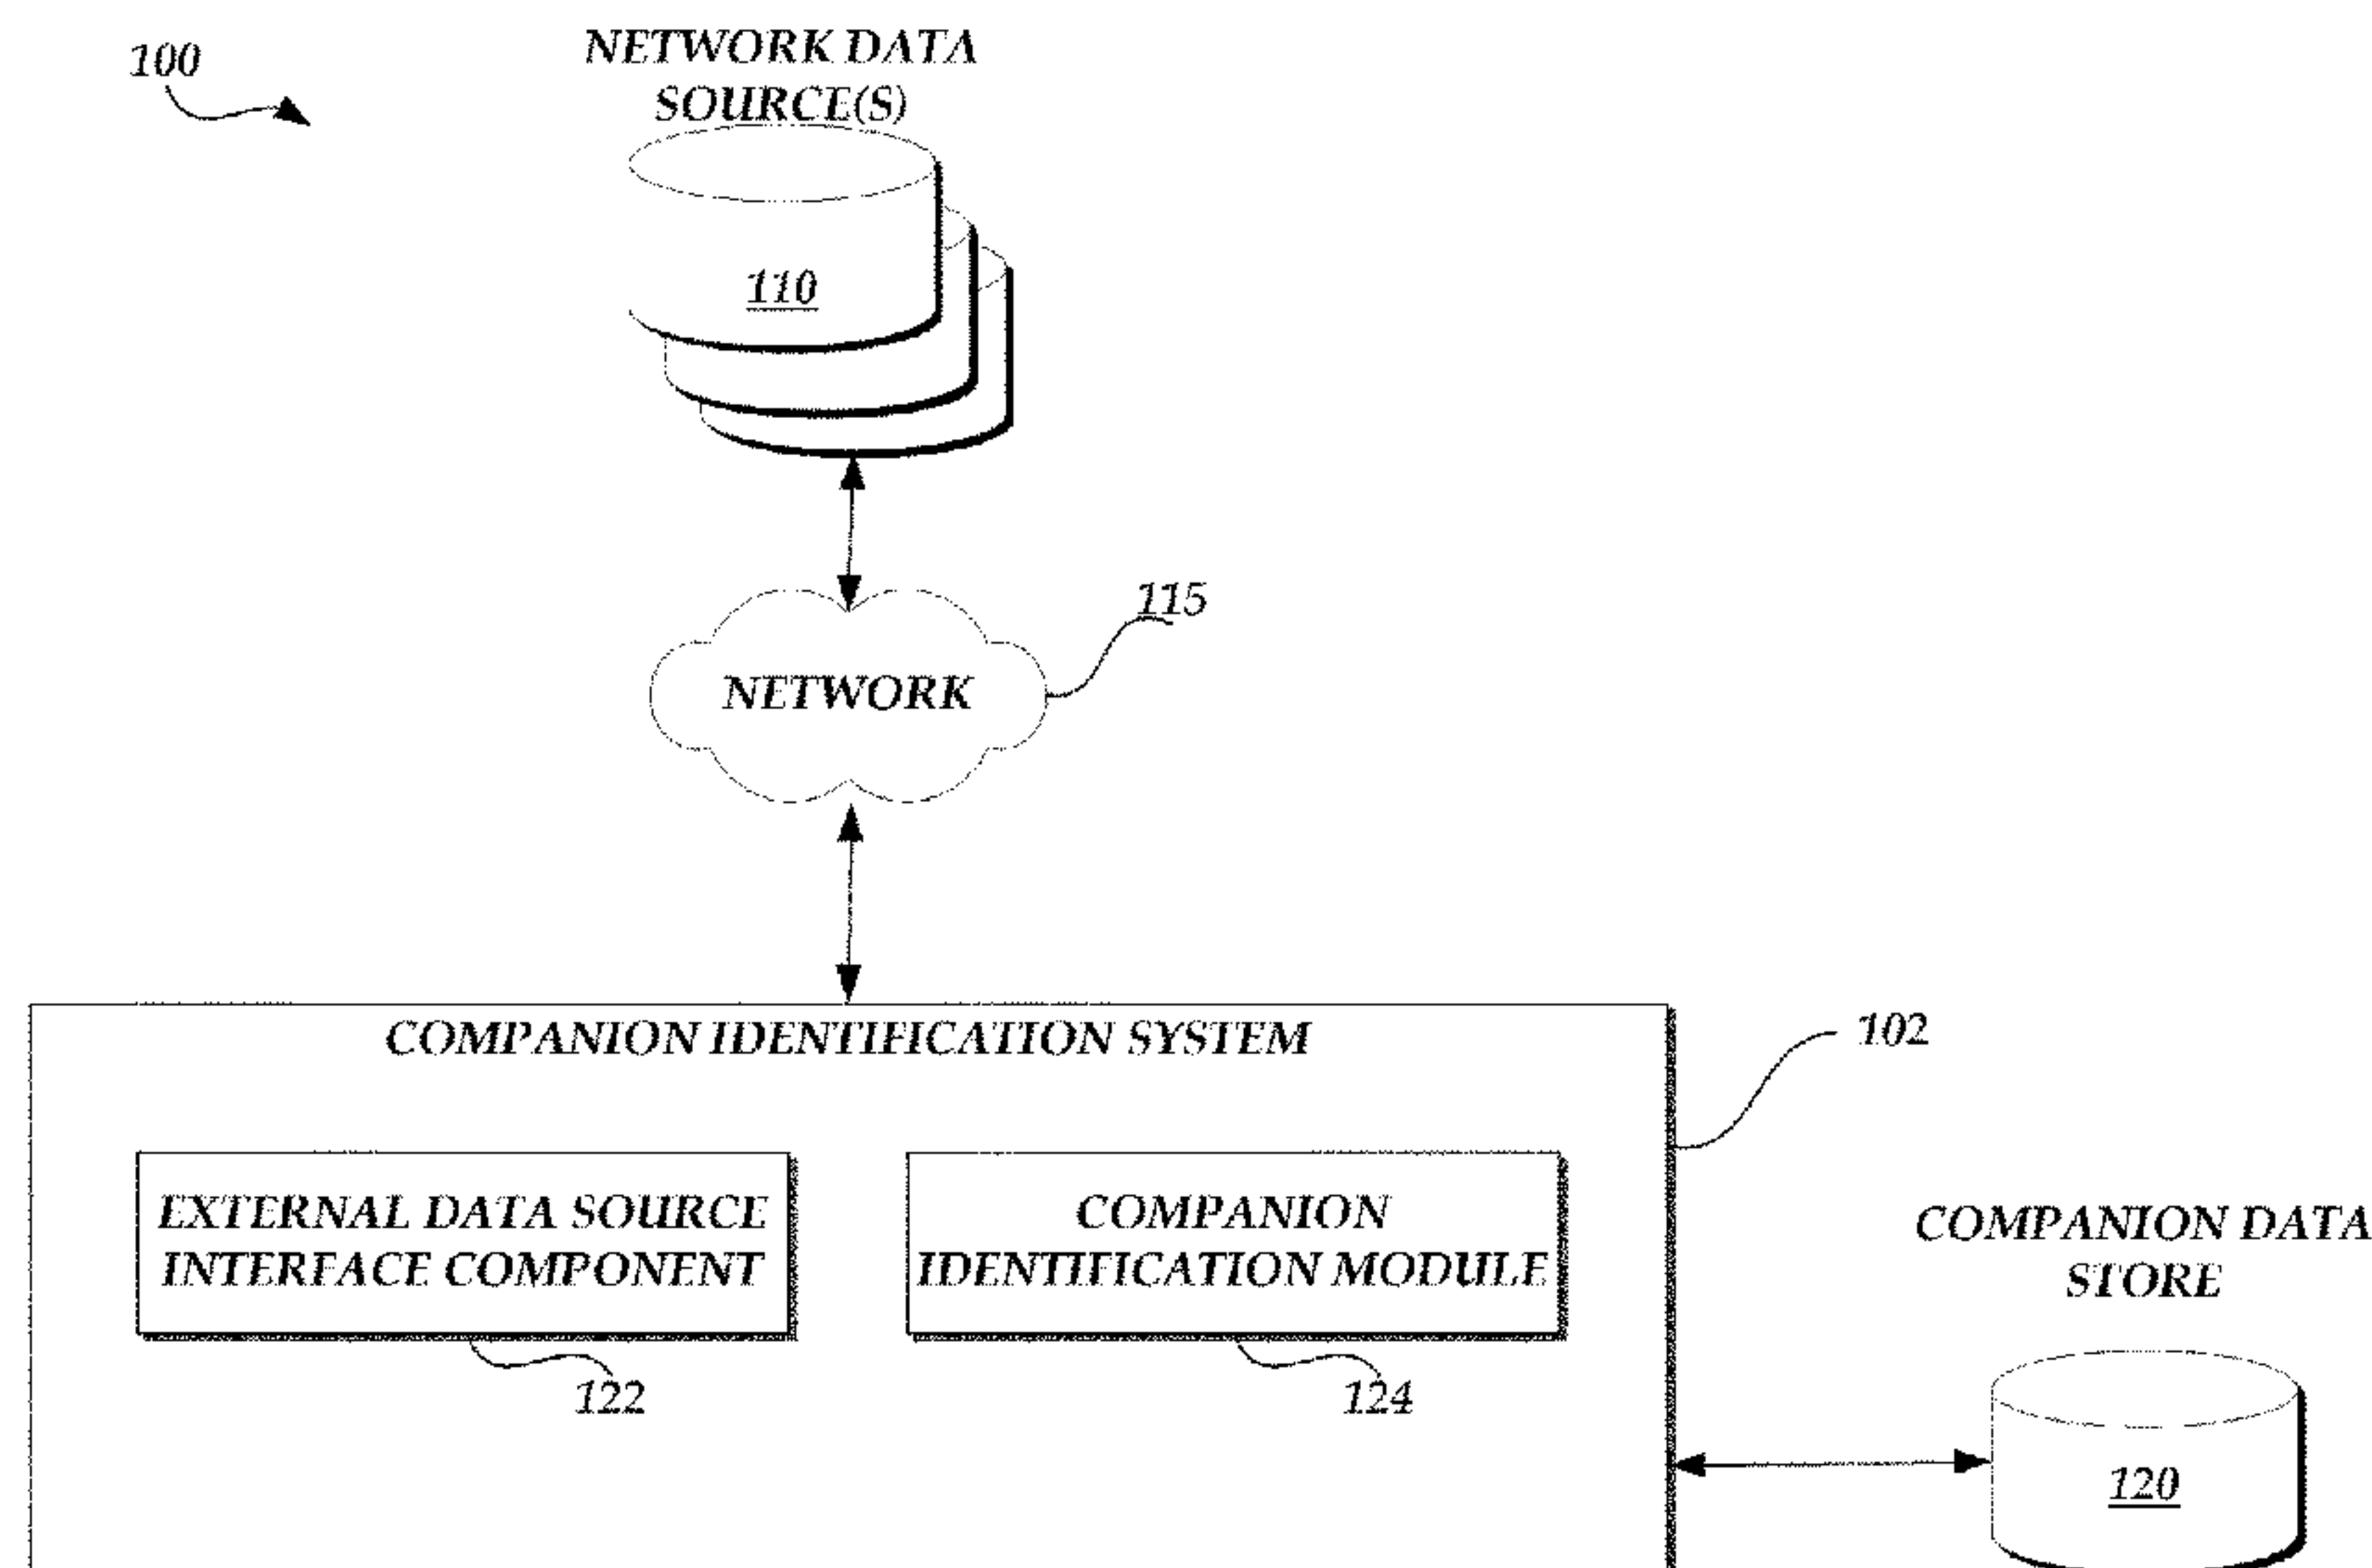 100
NETWORK DATA
SOURCE(S)
110
115
NETWORK
COMPANION IDENTIFICATION SYSTEM
102
EXTERNAL DATA SOURCE
INTERFACE COMPONENT
COMPANION
IDENTIFICATION MODULE
COMPANION DATA
STORE
122
124
120